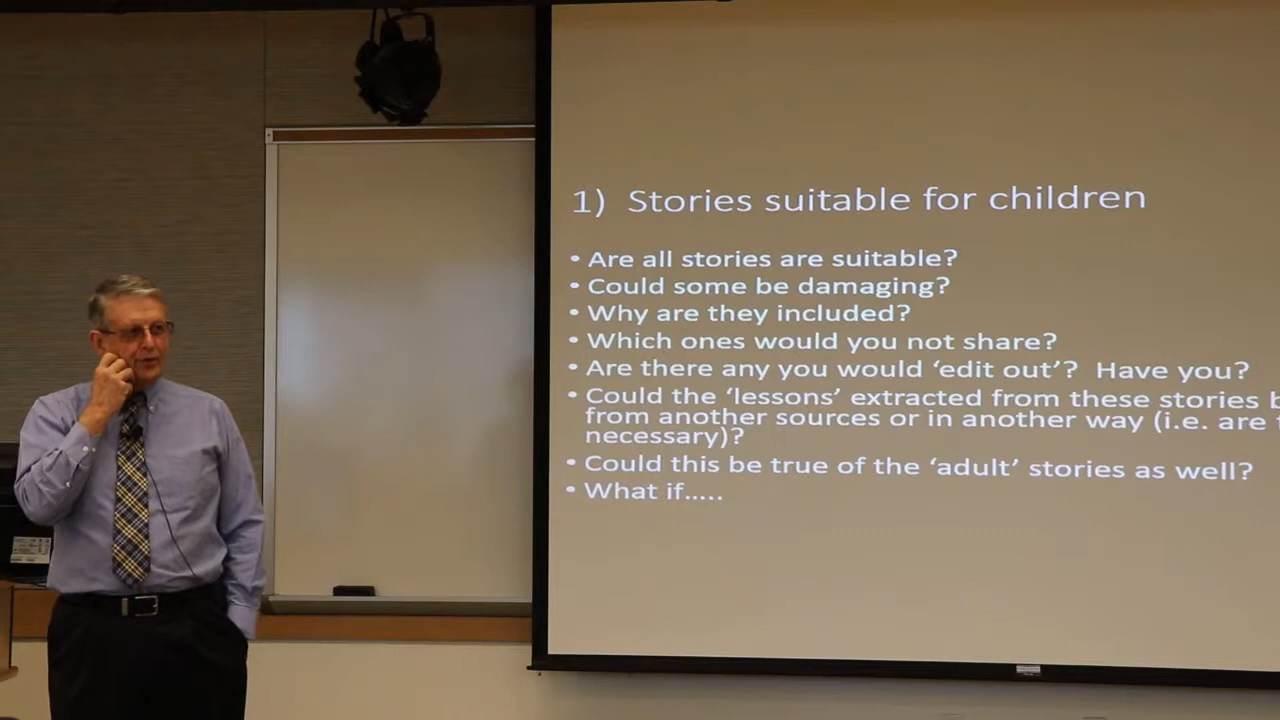 1) Stories suitable for children
• Are all stories are suitable?
• Could some be damaging?
• Why are they included?
• Which ones would you not share?
• Are there any you would ‘edit out’? Have you?
• Could the ‘lessons’ extracted from these stories
from another sources or in another way (i.e. are
necessary)?
• Could this be true of the ‘adult’ stories as well?
• What if.....